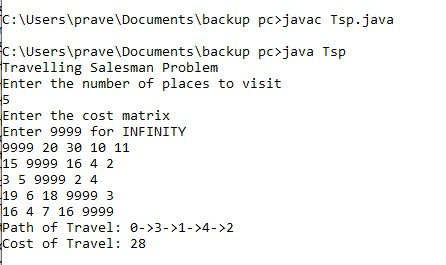 C:\Users\prave\Documents\backup pc>javac Tsp.java
C:\Users\prave\Documents\backup pc>java Tsp
Travelling Salesman Problem
Enter the number of places to visit
5
Enter the cost matrix
Enter 9999 for INFINITY
9999 20 30 10 11
15 9999 16 4 2
3 5 9999 2 4
19 6 18 9999 3
16 4 7 16 9999
Path of Travel: 0->3->1->4->2
Cost of Travel: 28